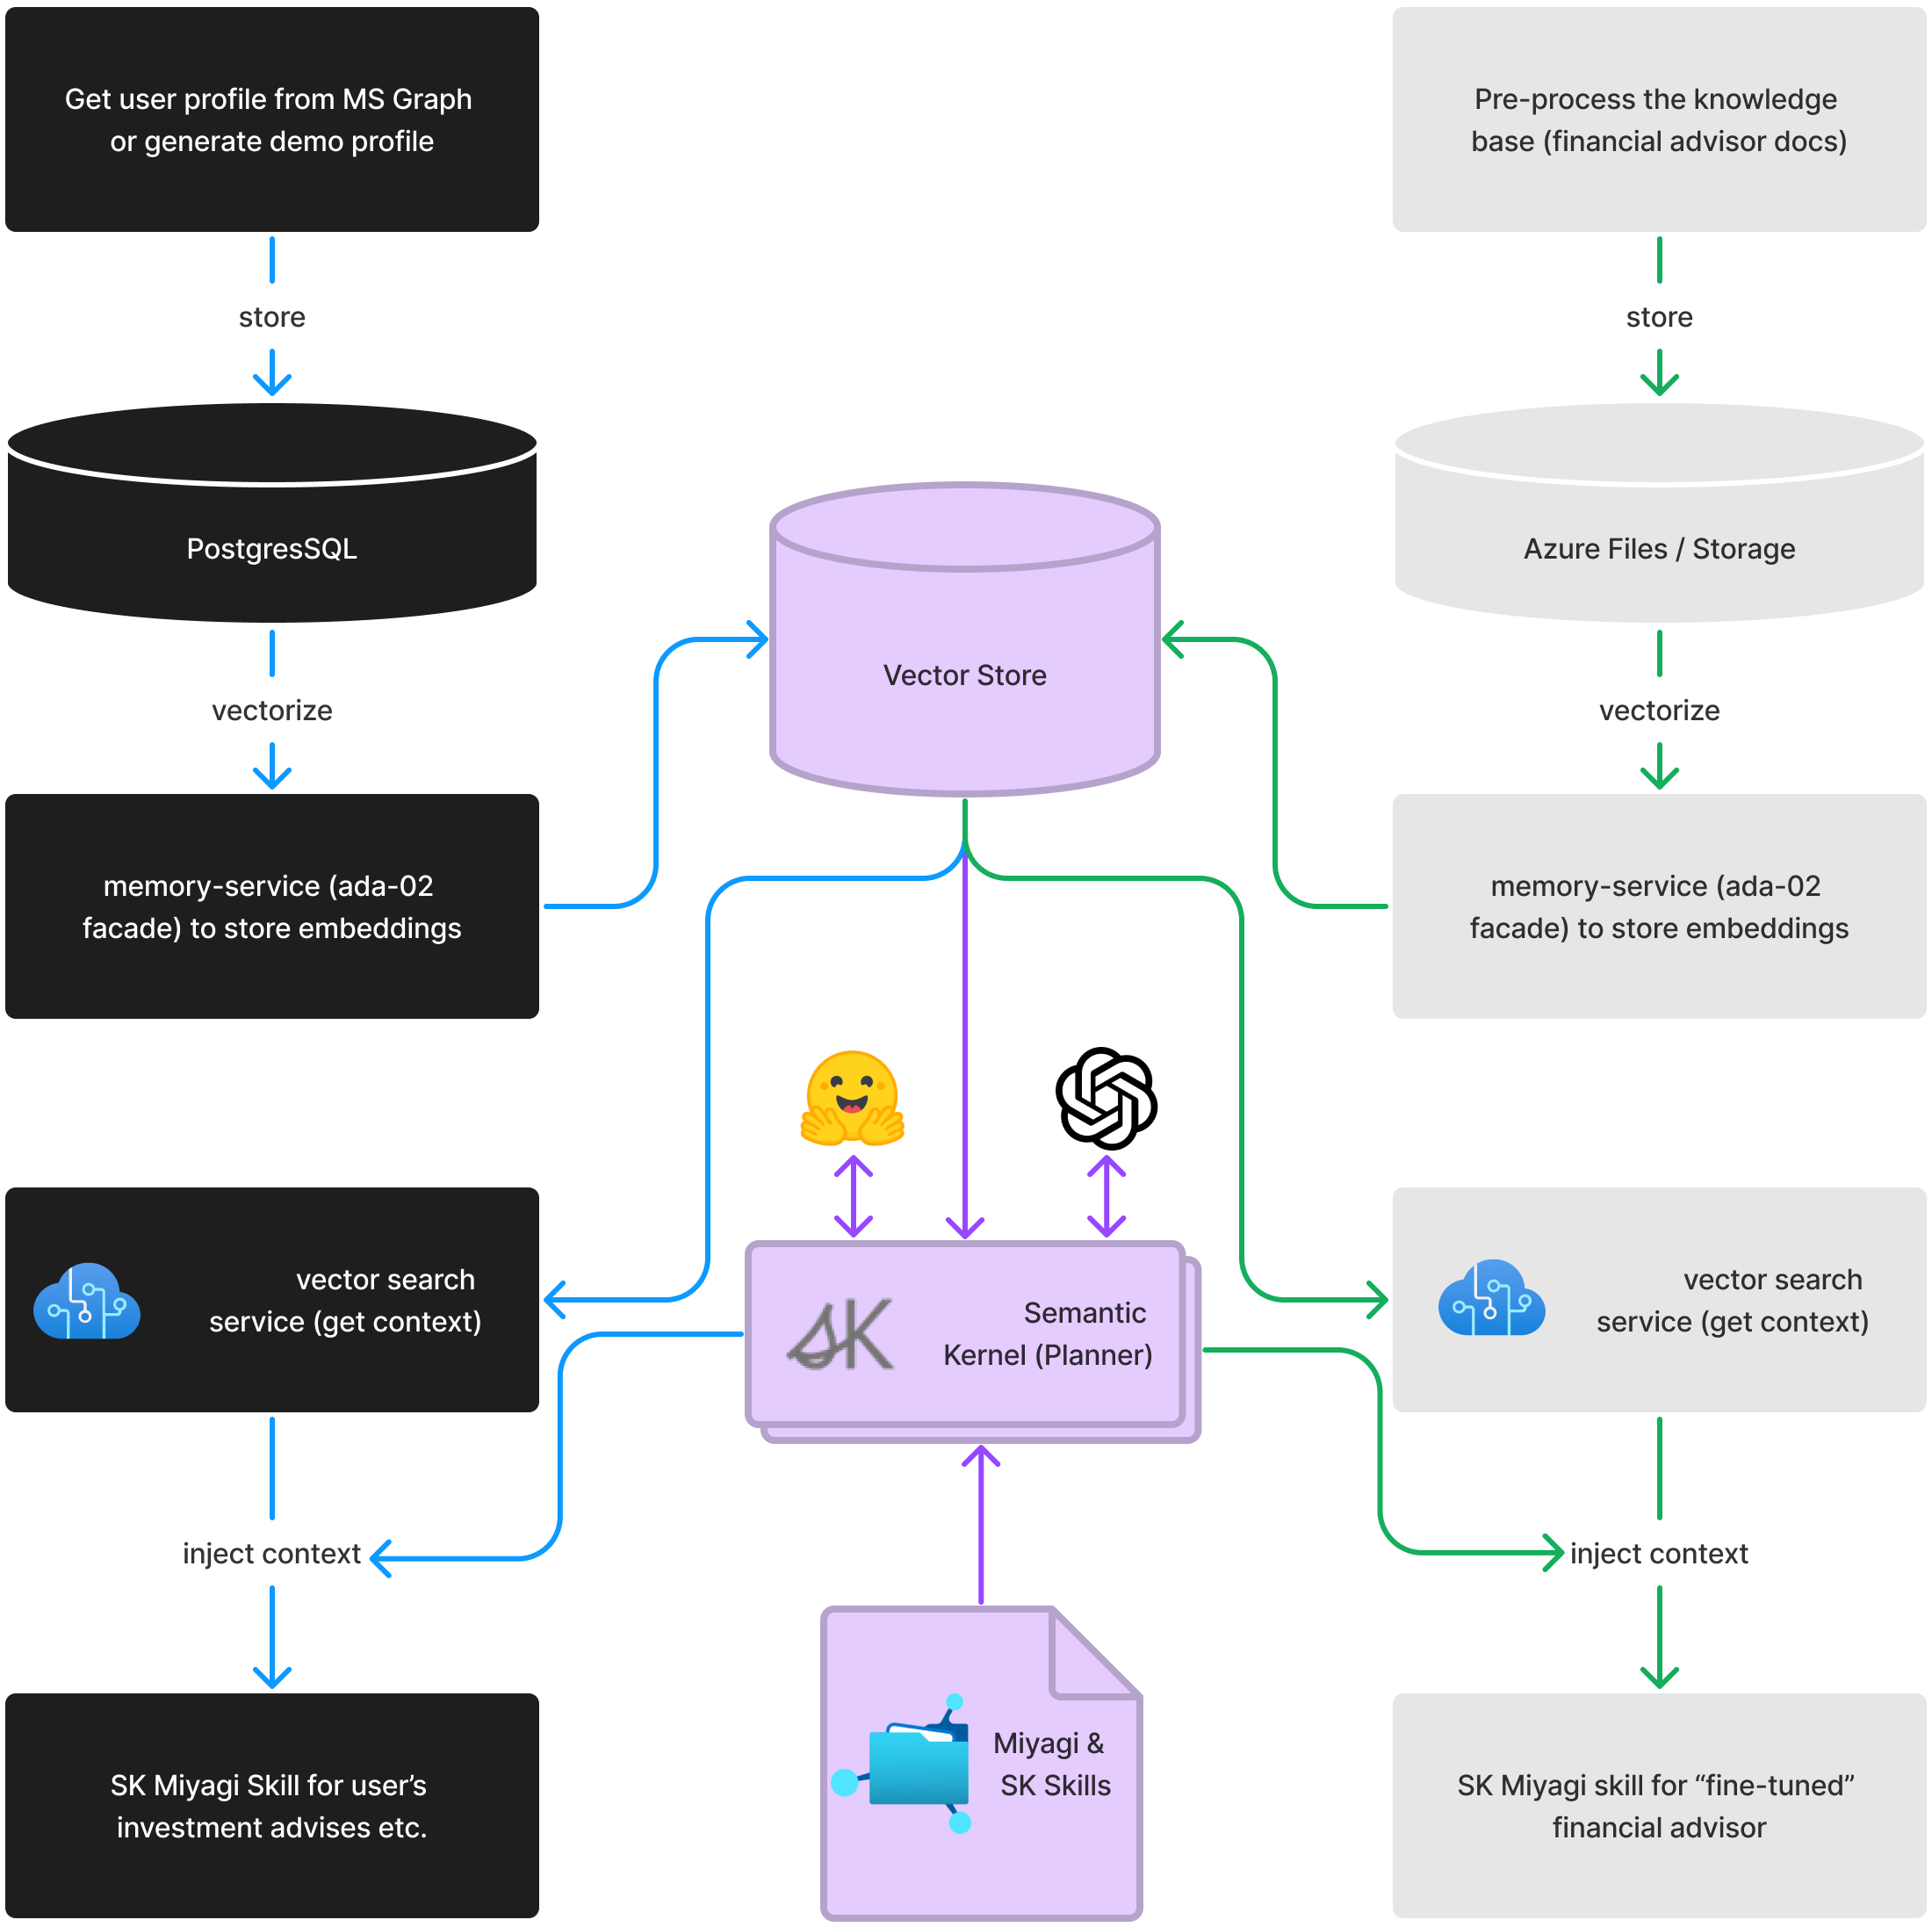 Get user profile from MS Graph
or generate demo profile
store
PostgresSQL
vectorize
memory-service (ada-02
facade) to store embeddings
vector search
service (get context)
inject context
SK Miyagi Skill for user’s
investment advises etc.
Vector Store
SK
Semantic
Kernel (Planner)
Miyagi &
SK Skills
Pre-process the knowledge
base (financial advisor docs)
store
Azure Files / Storage
vectorize
memory-service (ada-02
facade) to store embeddings
vector search
service (get context)
inject context
SK Miyagi skill for “fine-tuned”
financial advisor